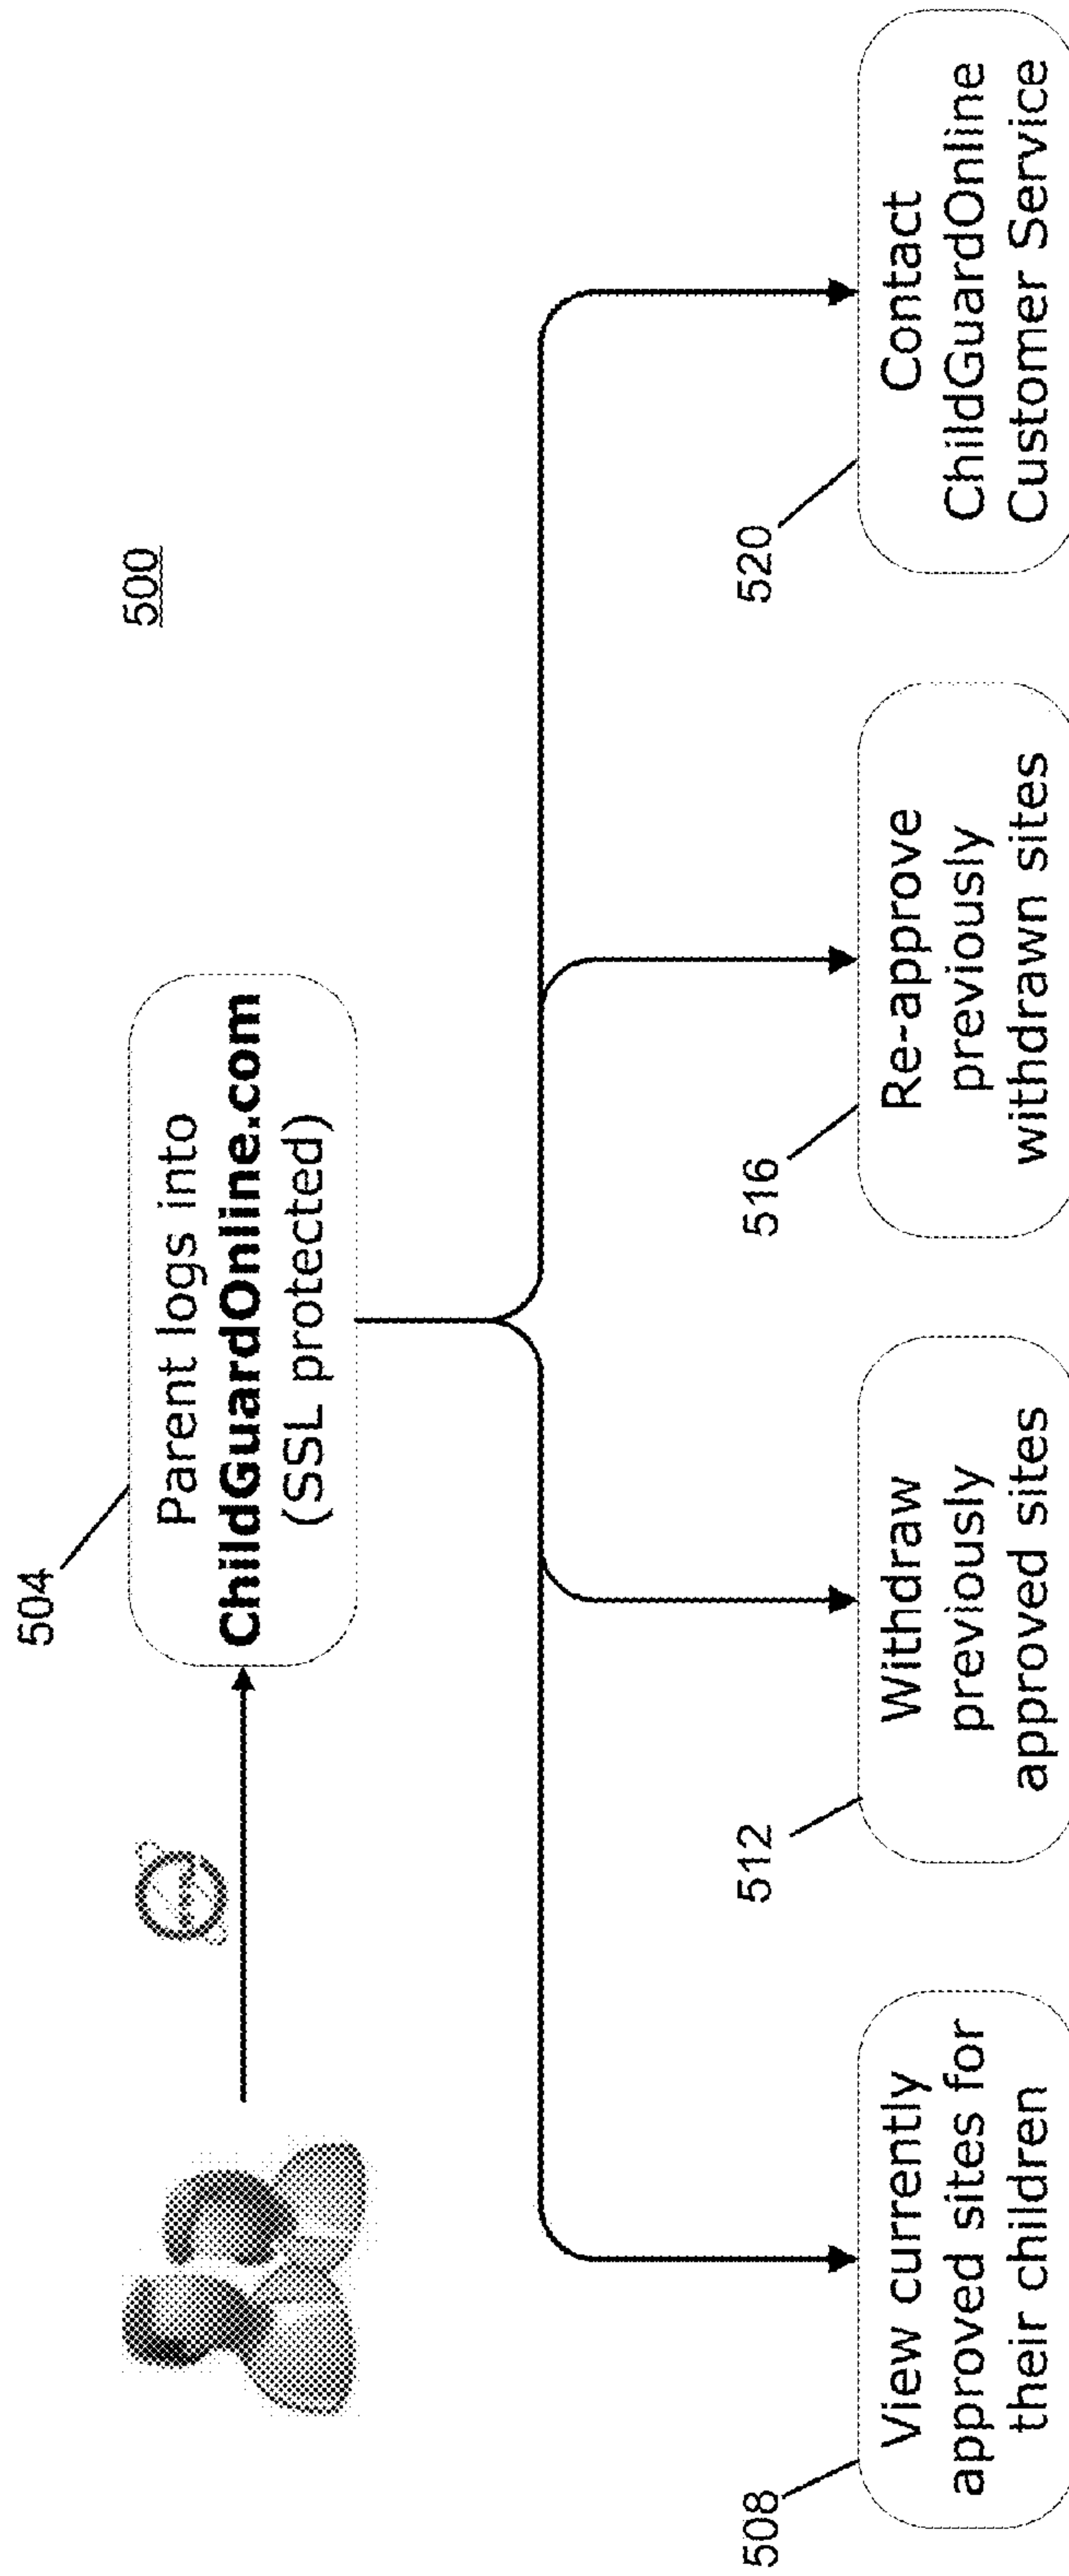 500
504
Parent logs into
ChildGuardOnline.com
(SSL protected)
508
View currently
approved sites for
their children
512
Withdraw
previously
approved sites
516
Re-approve
previously
withdrawn sites
520
Contact
ChildGuardOnline
Customer Service